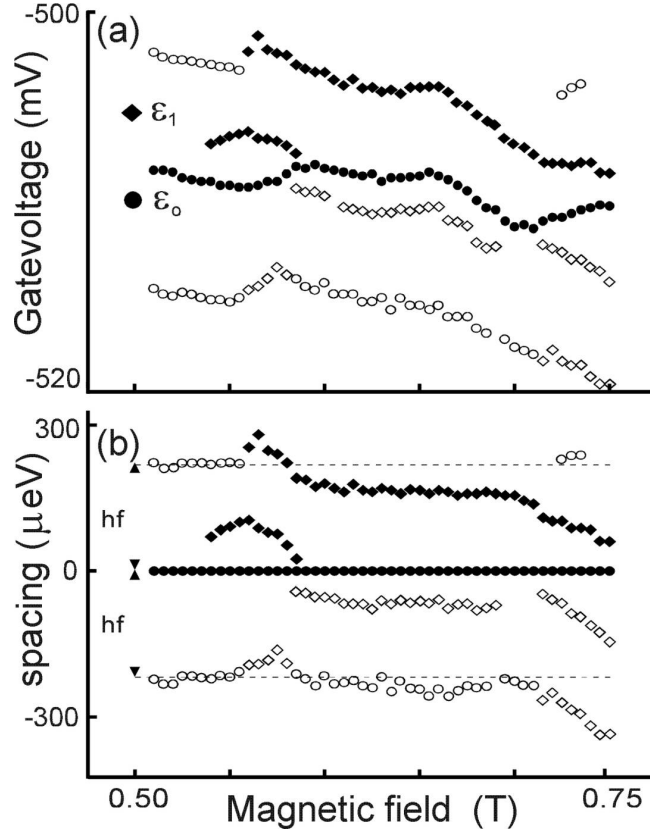 -500
(a)
ε1
ε0
Gatevoltage (mV)
-520
(b)
300
hf
0
hf
-300
spacing (μeV)
0.50
Magnetic field (T)
0.75